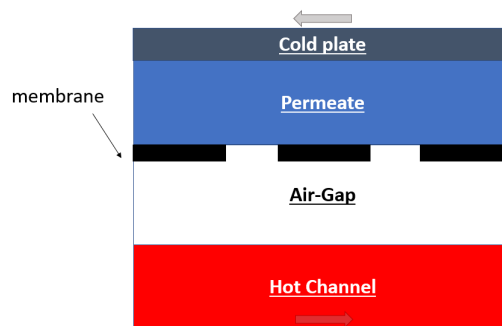 Cold plate
Permeate
membrane
Air-Gap
Hot Channel